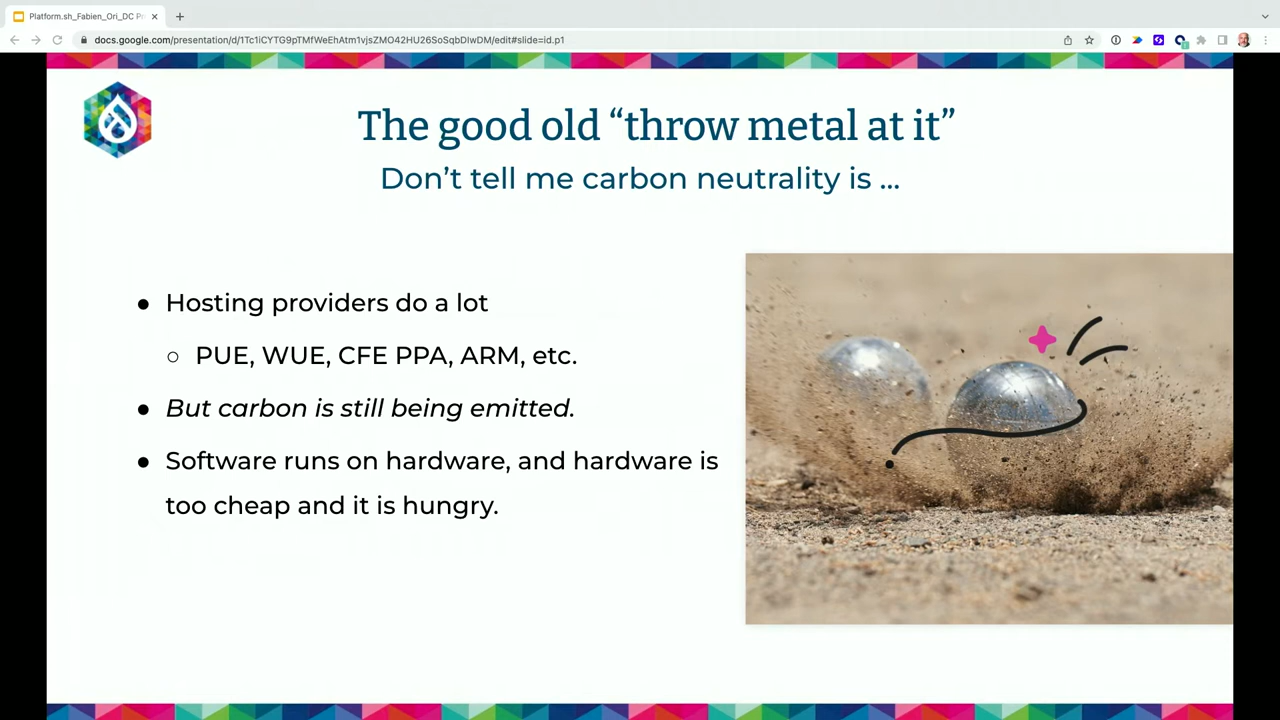 Platform.sh_Fabien_Ori_DC Pr
docs.google.com/presentation/d/1Tc1iCYTG9pTMfWeEhAtm1vjsZMO42HU26SoSqbDIwDM/edit#slide=id.p1
The good old “throw metal at it”
Don’t tell me carbon neutrality is ...
● Hosting providers do a lot
○ PUE, WUE, CFE PPA, ARM, etc.
● But carbon is still being emitted.
● Software runs on hardware, and hardware is
too cheap and it is hungry.